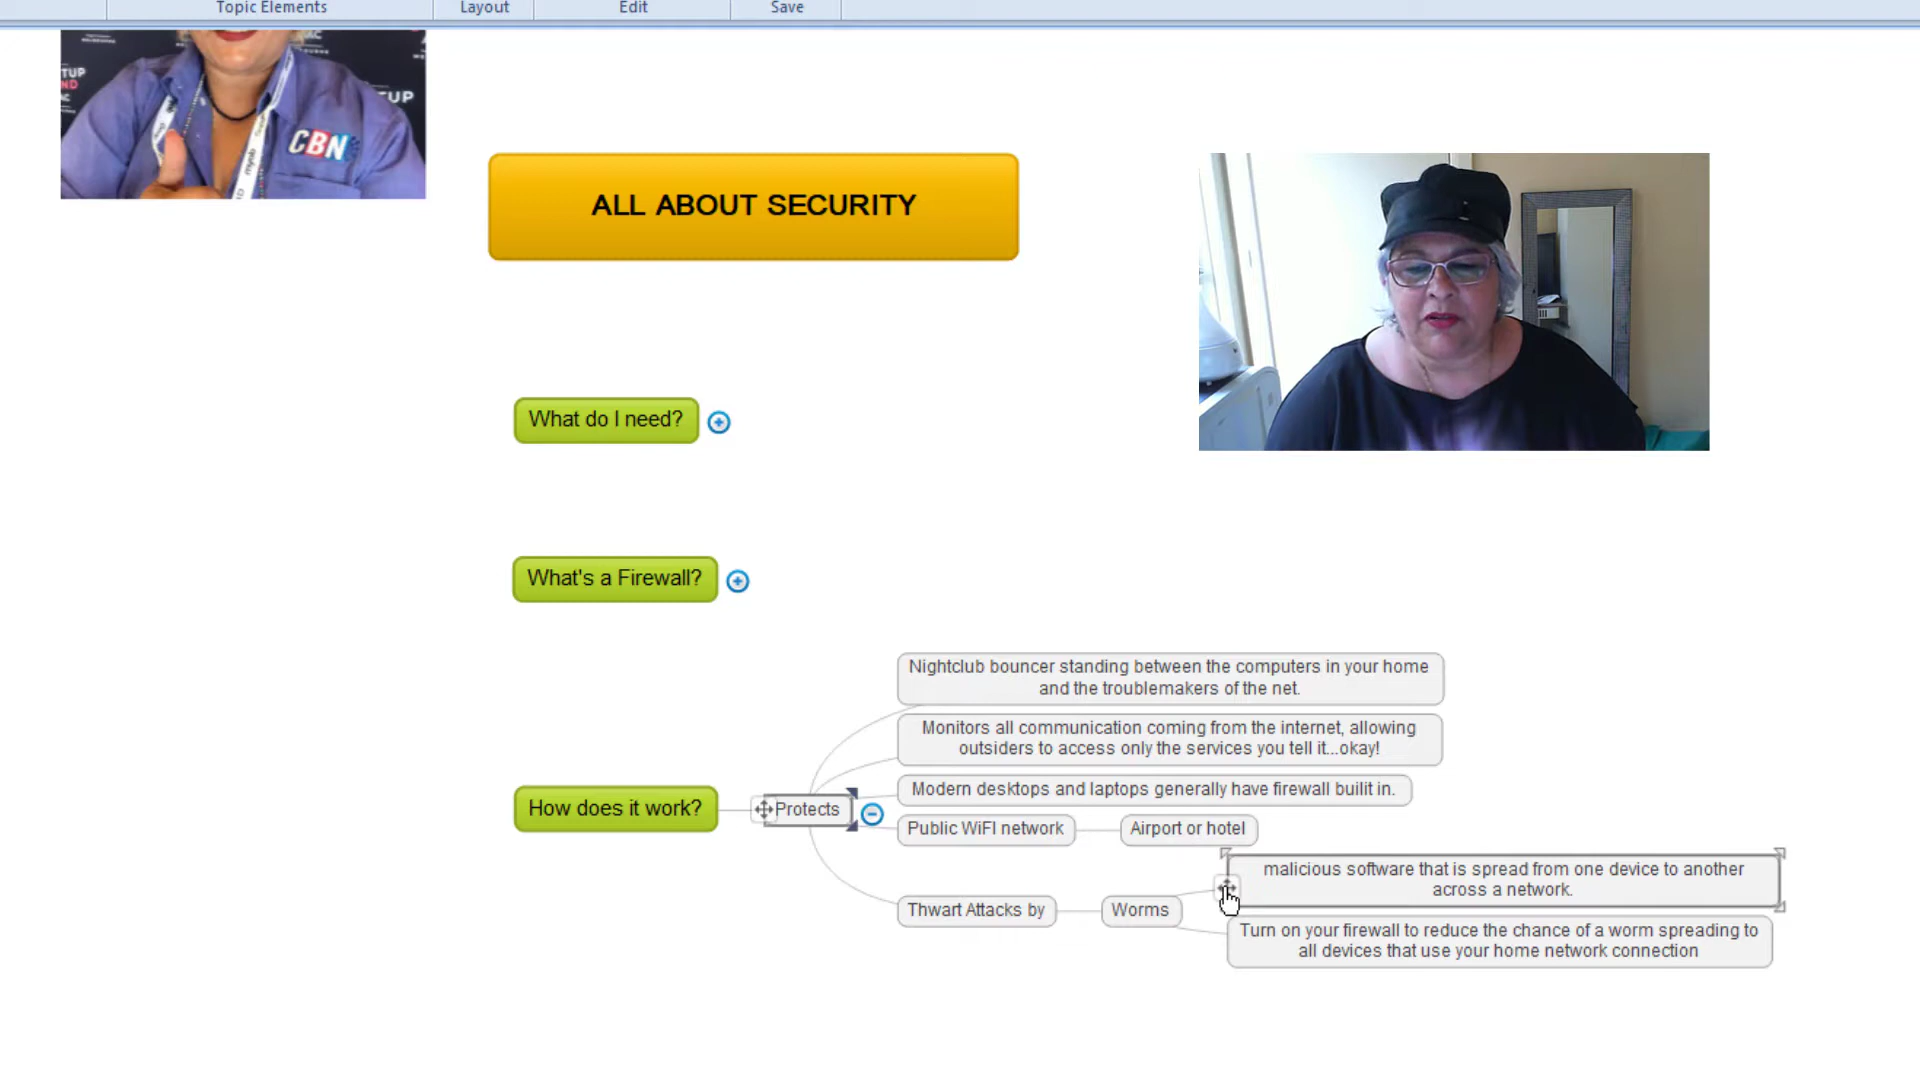 Topic Elements
Layout
Edit
Save
TUP
UP
CBN
myob
ALL ABOUT SECURITY
What do I need?
What's a Firewall?
How does it work?
Protects
Nightclub bouncer standing between the computers in your home
and the troublemakers of the net.
Monitors all communication coming from the internet, allowing
outsiders to access only the services you tell it...okay!
Modern desktops and laptops generally have firewall builit in.
Public WiFI network
Airport or hotel
Thwart Attacks by
Worms
malicious software that is spread from one device to another
across a network.
Turn on your firewall to reduce the chance of a worm spreading to
all devices that use your home network connection